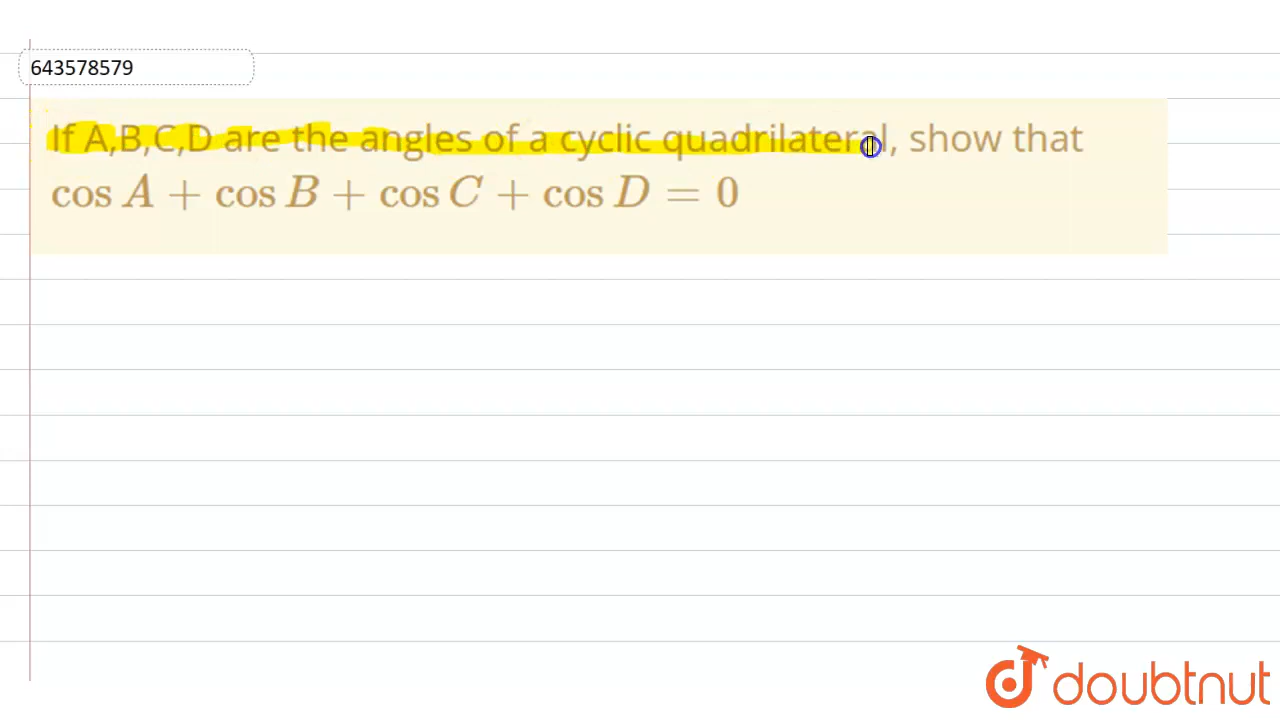 643578579
If A,B,C,D are the angles of a cyclic quadrilateral, show that
cos A + cos B + cos C + cos D = 0
doubtnut